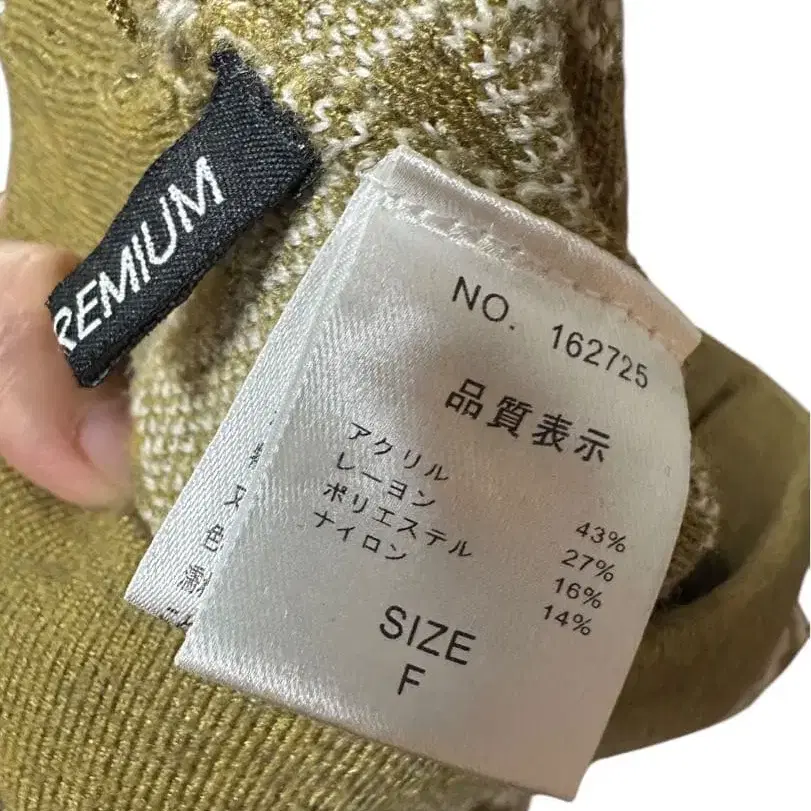 REMIUM
NO. 162725
品質表示
アクリル 43%
レーヨン 27%
ポリエステル 16%
ナイロン 14%
SIZE
F